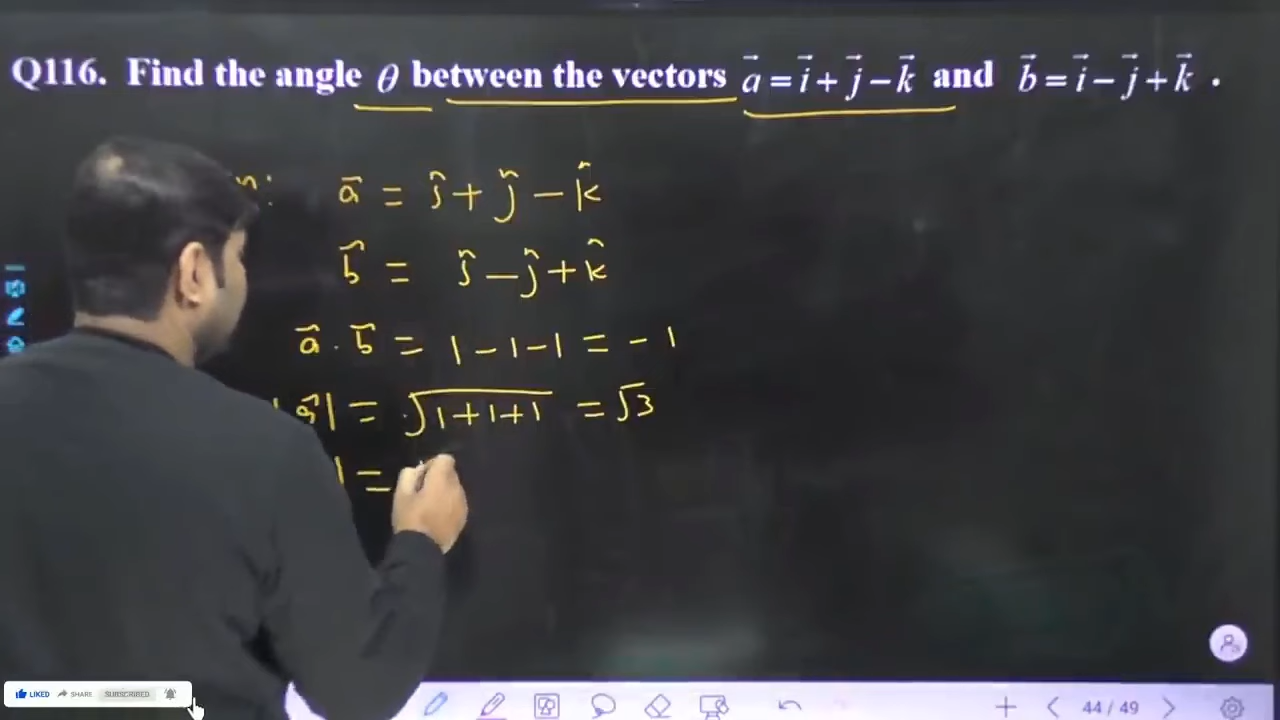 Q116. Find the angle θ between the vectors a⃗ = i⃗ + j⃗ − k⃗ and b⃗ = i⃗ − j⃗ + k⃗ .
n: a⃗ = î + ĵ − k̂
b⃗ = î − ĵ + k̂
a⃗ . b⃗ = 1 − 1 − 1 = − 1
|a⃗| = √(1+1+1) = √3
| =
LIKED SHARE SUBSCRIBED
44 / 49